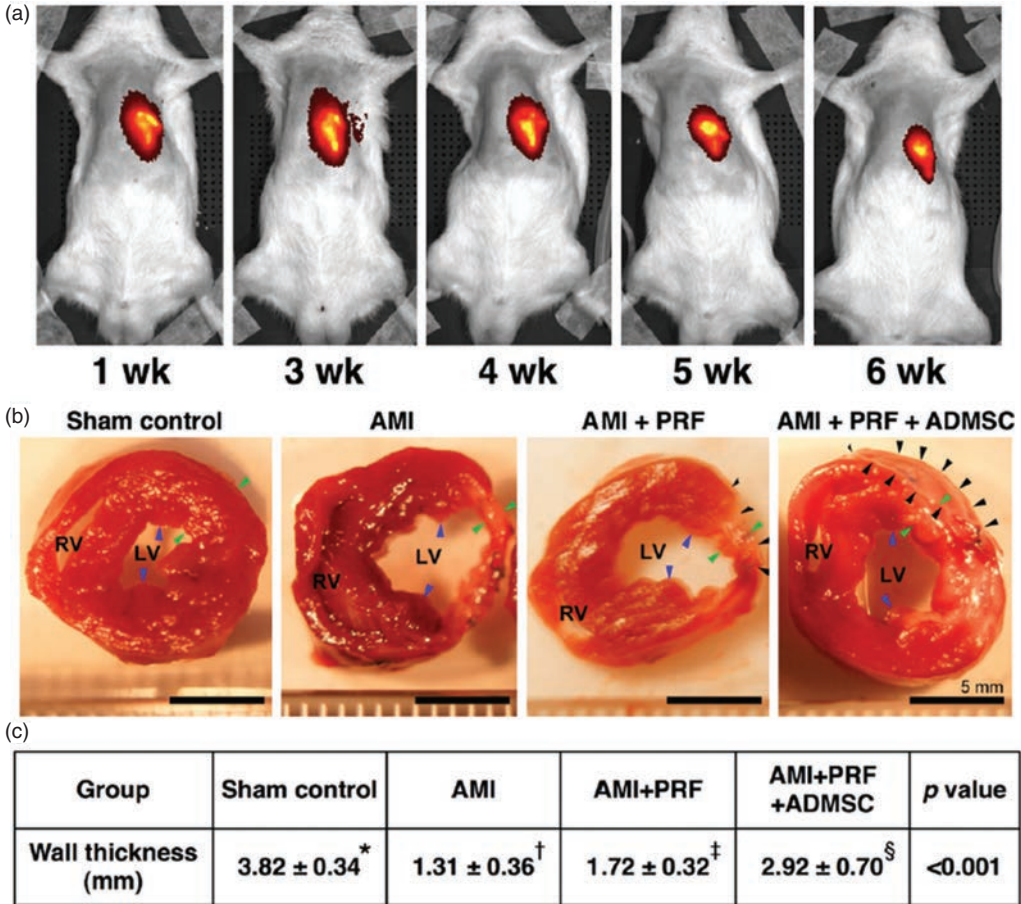 (a)
1 wk 3 wk 4 wk 5 wk 6 wk
(b)
Sham control AMI AMI + PRF AMI + PRF + ADMSC
RV LV RV LV RV LV RV LV
5 mm
(c)
Group Sham control AMI AMI+PRF AMI+PRF +ADMSC p value
Wall thickness (mm) 3.82 ± 0.34* 1.31 ± 0.36† 1.72 ± 0.32‡ 2.92 ± 0.70§ <0.001